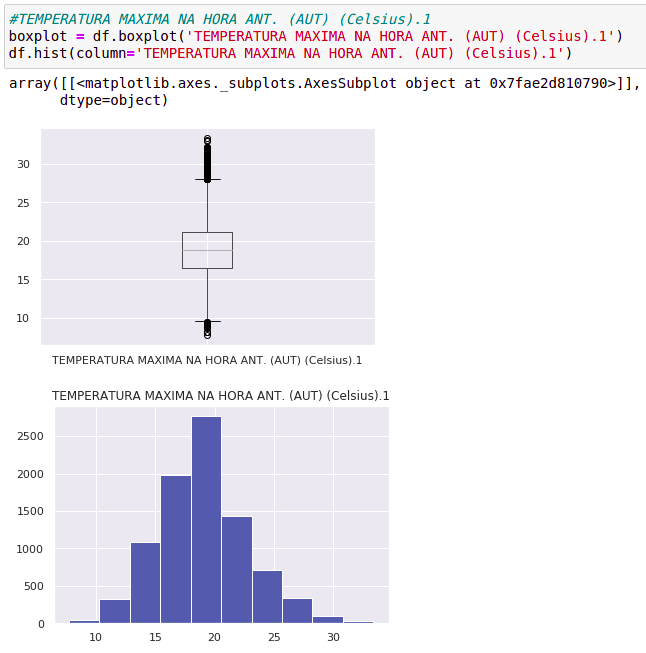 #TEMPERATURA MAXIMA NA HORA ANT. (AUT) (Celsius).1
boxplot = df.boxplot('TEMPERATURA MAXIMA NA HORA ANT. (AUT) (Celsius).1')
df.hist(column='TEMPERATURA MAXIMA NA HORA ANT. (AUT) (Celsius).1')
array([[<matplotlib.axes._subplots.AxesSubplot object at 0x7fae2d810790>]],
dtype=object)
30
25
20
15
10
TEMPERATURA MAXIMA NA HORA ANT. (AUT) (Celsius).1
TEMPERATURA MAXIMA NA HORA ANT. (AUT) (Celsius).1
2500
2000
1500
1000
500
0
10 15 20 25 30